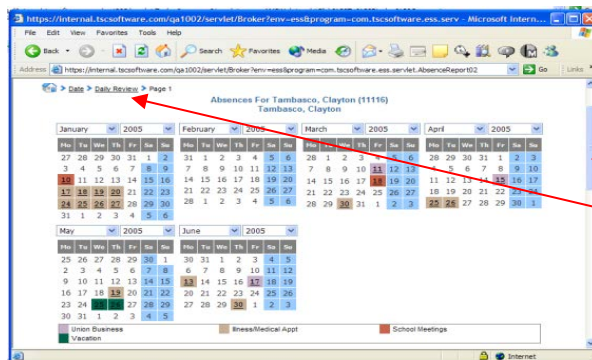 https://internal.tscsoftware.com/qa1002/servlet/Broker?env=ess&program=com.tscsoftware.ess.serv - Microsoft Intern...
File Edit View Favorites Tools Help
Back Search Favorites Media
Address https://internal.tscsoftware.com/qa1002/servlet/Broker?env=ess&program=com.tscsoftware.ess.servlet.AbsenceReport02 Go Links
> Date > Daily Review > Page 1
Absences For Tambasco, Clayton (11116)
Tambasco, Clayton
January 2005 February 2005 March 2005 April 2005
Mo Tu We Th Fr Sa Su Mo Tu We Th Fr Sa Su Mo Tu We Th Fr Sa Su Mo Tu We Th Fr Sa Su
27 28 29 30 31 1 2 31 1 2 3 4 5 6 28 1 2 3 4 5 6 28 29 30 31 1 2 3
3 4 5 6 7 8 9 7 8 9 10 11 12 13 7 8 9 10 11 12 13 4 5 6 7 8 9 10
10 11 12 13 14 15 16 14 15 16 17 18 19 20 14 15 16 17 18 19 20 11 12 13 14 15 16 17
17 18 19 20 21 22 23 21 22 23 24 25 26 27 21 22 23 24 25 26 27 18 19 20 21 22 23 24
24 25 26 27 28 29 30 28 1 2 3 4 5 6 28 29 30 31 1 2 3 25 26 27 28 29 30 1
31 1 2 3 4 5 6
May 2005 June 2005
Mo Tu We Th Fr Sa Su Mo Tu We Th Fr Sa Su
25 26 27 28 29 30 1 30 31 1 2 3 4 5
2 3 4 5 6 7 8 6 7 8 9 10 11 12
9 10 11 12 13 14 15 13 14 15 16 17 18 19
16 17 18 19 20 21 22 20 21 22 23 24 25 26
23 24 25 26 27 28 29 27 28 29 30 1 2 3
30 31 1 2 3 4 5
Union Business Illness/Medical Appt School Meetings
Vacation
Internet